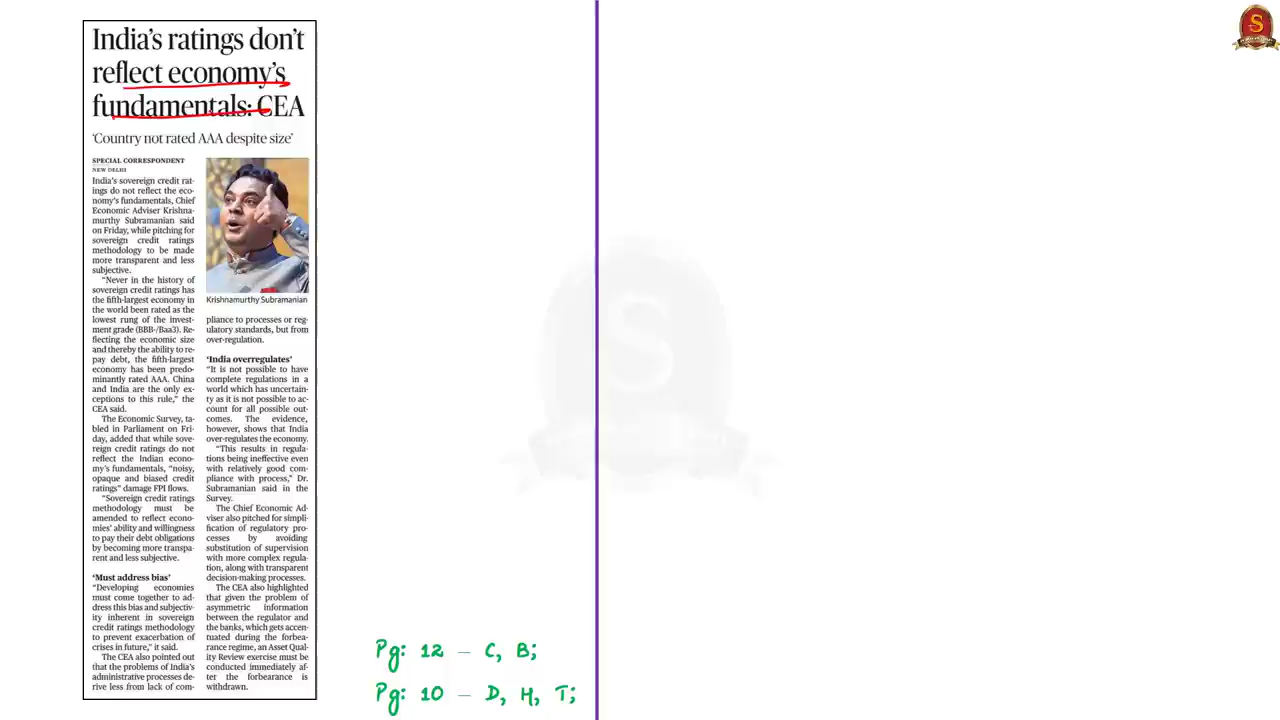 India's ratings don't
reflect economy's
fundamentals: CEA
'Country not rated AAA despite size'
SPECIAL CORRESPONDENT
NEW DELHI
India's sovereign credit rat-
ings do not reflect the eco-
nomy's fundamentals, Chief
Economic Adviser Krishna-
murthy Subramanian said
on Friday, while pitching for
sovereign credit ratings
methodology to be made
more transparent and less
subjective.
"Never in the history of
sovereign credit ratings has
the fifth-largest economy in
the world been rated as the
lowest rung of the invest-
ment grade (BBB-/Baa3). Re-
flecting the economic size
and thereby the ability to re-
pay debt, the fifth-largest
economy has been predo-
minantly rated AAA. China
and India are the only ex-
ceptions to this rule," the
CEA said.
The Economic Survey, ta-
bled in Parliament on Fri-
day, added that while sove-
reign credit ratings do not
reflect the Indian econo-
my's fundamentals, "noisy,
opaque and biased credit
ratings" damage FPI flows.
"Sovereign credit ratings
methodology must be
amended to reflect econo-
mies' ability and willingness
to pay their debt obligations
by becoming more transpa-
rent and less subjective.
'Must address bias'
"Developing economies
must come together to ad-
dress this bias and subjectiv-
ity inherent in sovereign
credit ratings methodology
to prevent exacerbation of
crises in future," it said.
The CEA also pointed out
that the problems of India's
administrative processes de-
rive less from lack of com-
Krishnamurthy Subramanian
pliance to processes or reg-
ulatory standards, but from
over-regulation.
'India overregulates'
"It is not possible to have
complete regulations in a
world which has uncertain-
ty as it is not possible to ac-
count for all possible out-
comes. The evidence,
however, shows that India
over-regulates the economy.
"This results in regula-
tions being ineffective even
with relatively good com-
pliance with process," Dr.
Subramanian said in the
Survey.
The Chief Economic Ad-
viser also pitched for simpli-
fication of regulatory pro-
cesses by avoiding
substitution of supervision
with more complex regula-
tion, along with transparent
decision-making processes.
The CEA also highlighted
that given the problem of
asymmetric information
between the regulator and
the banks, which gets accen-
tuated during the forbea-
rance regime, an Asset Qual-
ity Review exercise must be
conducted immediately af-
ter the forbearance is
withdrawn.
Pg: 12 – C, B;
Pg: 10 – D, H, T;
S
S